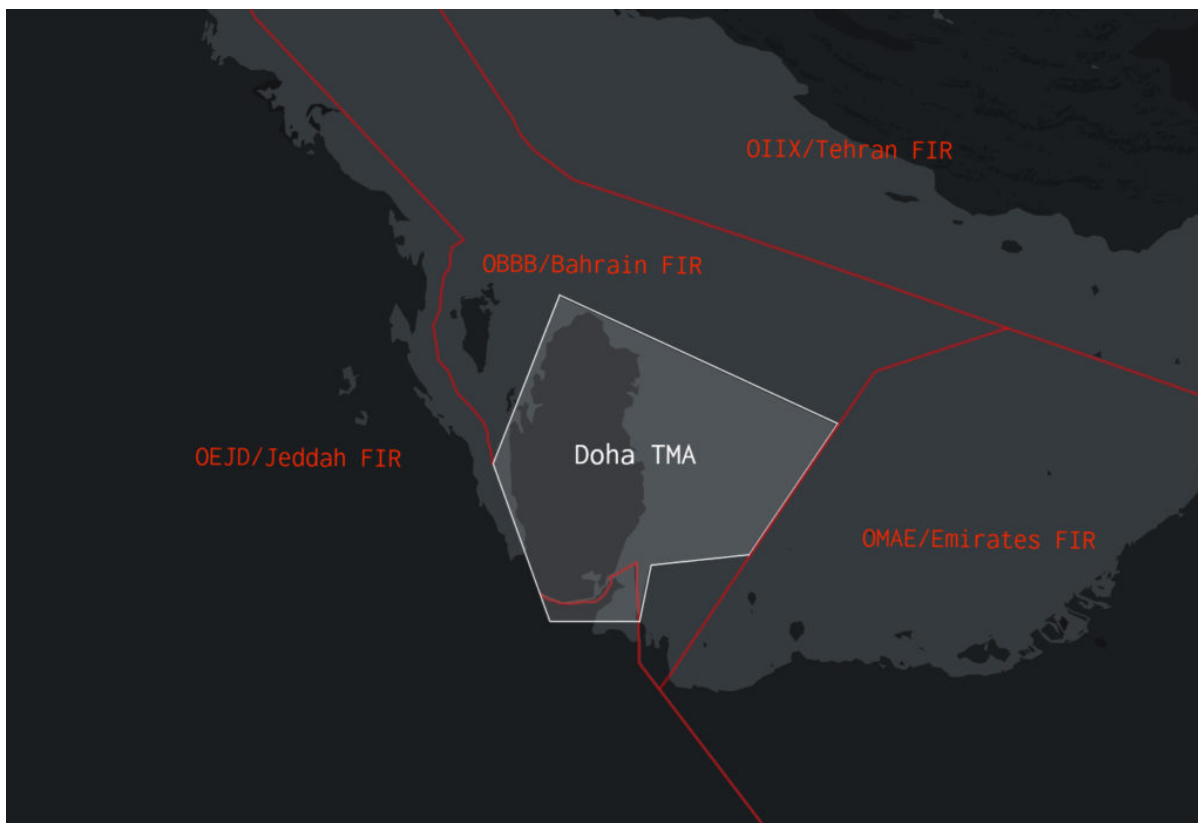 OIIX/Tehran FIR
OBBB/Bahrain FIR
Doha TMA
OEJD/Jeddah FIR
OMAE/Emirates FIR